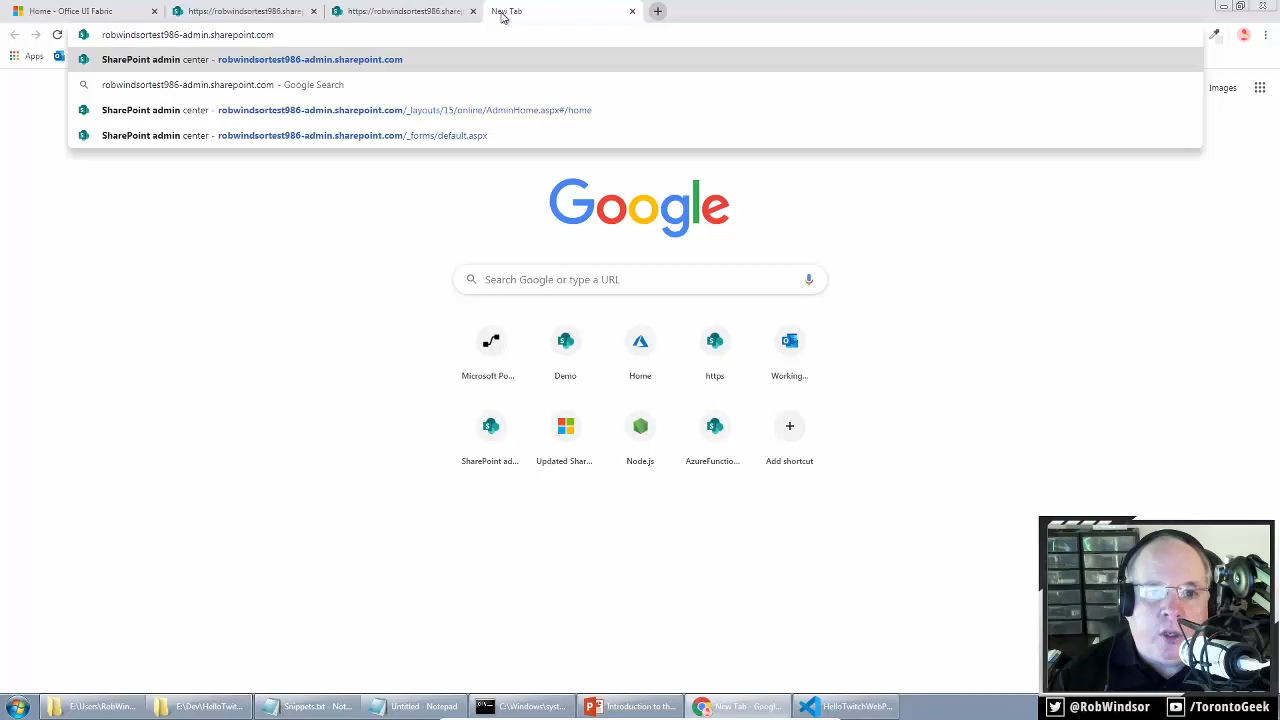 Home - Office UI Fabric
https://robwindsortest986.share
https://robwindsortest986.share
New Tab
robwindsortest986-admin.sharepoint.com
Apps
SharePoint admin center - robwindsortest986-admin.sharepoint.com
robwindsortest986-admin.sharepoint.com - Google Search
SharePoint admin center - robwindsortest986-admin.sharepoint.com/_layouts/15/online/AdminHome.aspx#/home
SharePoint admin center - robwindsortest986-admin.sharepoint.com/_forms/default.aspx
Images
Google
Search Google or type a URL
Microsoft Po...
Demo
Home
https
Working...
SharePoint ad...
Updated Shar...
Node.js
AzureFunctio...
Add shortcut
E:\Users\RobWin...
E:\Dev\HelloTwit...
Snippets.txt - Not...
Untitled - Notepad
C:\Windows\syst...
Introduction to th...
New Tab - Googl...
HelloTwitchWebP...
@RobWindsor
/TorontoGeek